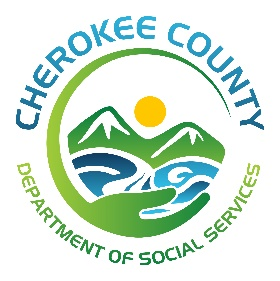 CHEROKEE COUNTY
DEPARTMENT OF SOCIAL SERVICES